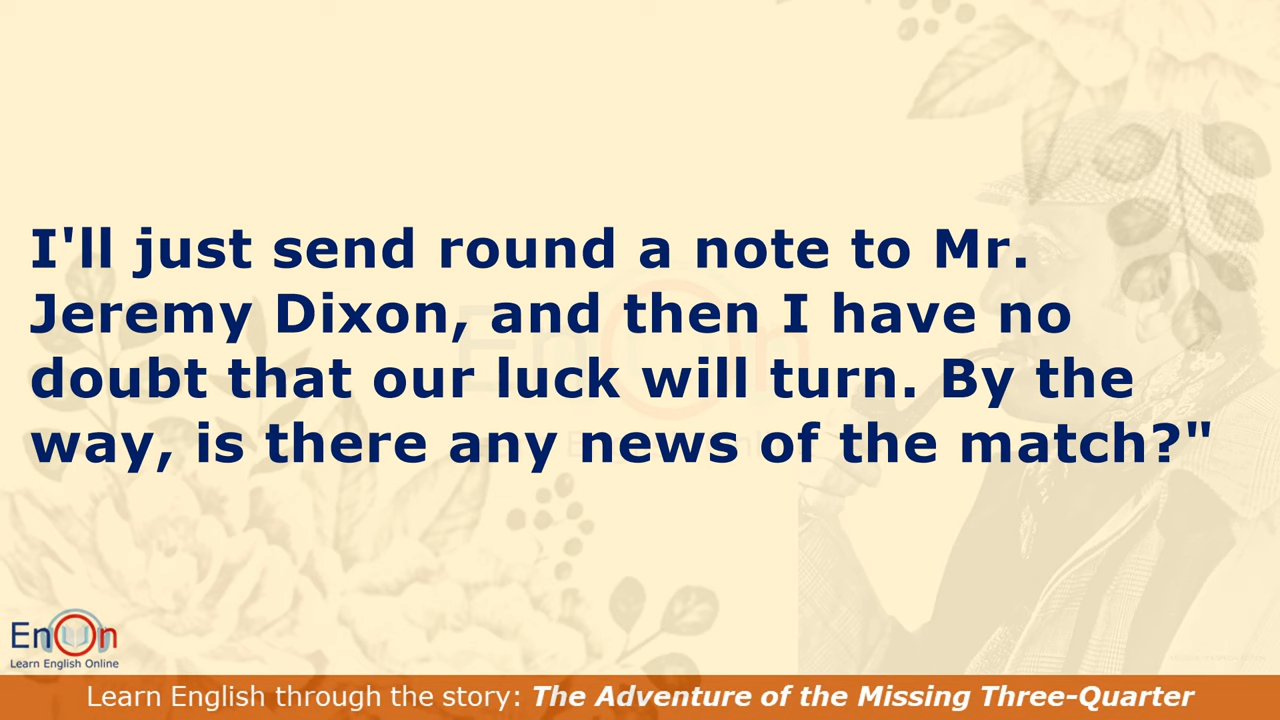 I'll just send round a note to Mr.
Jeremy Dixon, and then I have no
doubt that our luck will turn. By the
way, is there any news of the match?"
EnOn
Learn English Online
Learn English through the story: The Adventure of the Missing Three-Quarter